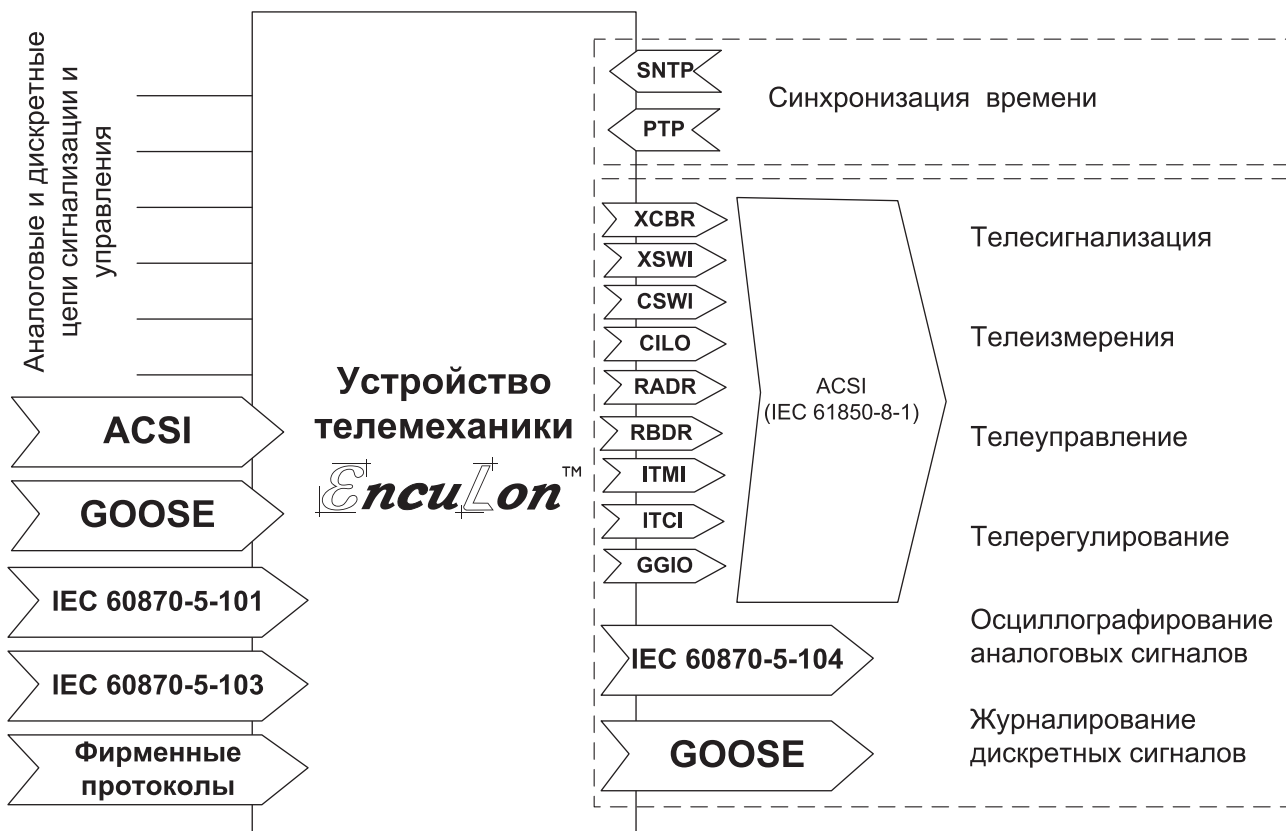 Аналоговые и дискретные
цепи сигнализации и
управления
ACSI
GOOSE
IEC 60870-5-101
IEC 60870-5-103
Фирменные
протоколы
Устройство
телемеханики
EncuLon™
SNTP
PTP
Синхронизация времени
XCBR
XSWI
CSWI
CILO
RADR
RBDR
ITMI
ITCI
GGIO
ACSI
(IEC 61850-8-1)
IEC 60870-5-104
GOOSE
Телесигнализация
Телеизмерения
Телеуправление
Телерегулирование
Осциллографирование
аналоговых сигналов
Журналирование
дискретных сигналов